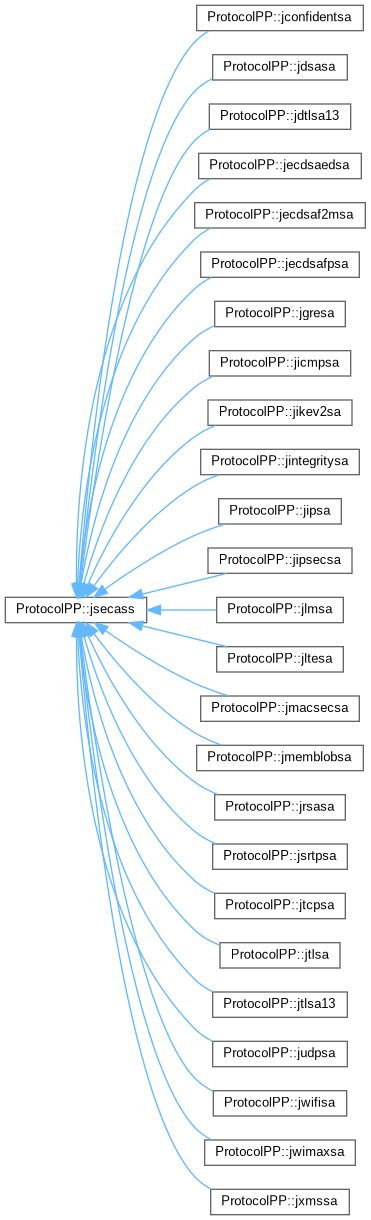 ProtocolPP::jconfidentsa
ProtocolPP::jdsasa
ProtocolPP::jdtlsa13
ProtocolPP::jecdsaedsa
ProtocolPP::jecdsaf2msa
ProtocolPP::jecdsafpsa
ProtocolPP::jgresa
ProtocolPP::jicmpsa
ProtocolPP::jikev2sa
ProtocolPP::jintegritysa
ProtocolPP::jipsa
ProtocolPP::jipsecsa
ProtocolPP::jsecass
ProtocolPP::jlmsa
ProtocolPP::jltesa
ProtocolPP::jmacsecsa
ProtocolPP::jmemblobsa
ProtocolPP::jrsasa
ProtocolPP::jsrtpsa
ProtocolPP::jtcpsa
ProtocolPP::jtlsa
ProtocolPP::jtlsa13
ProtocolPP::judpsa
ProtocolPP::jwifisa
ProtocolPP::jwimaxsa
ProtocolPP::jxmssa